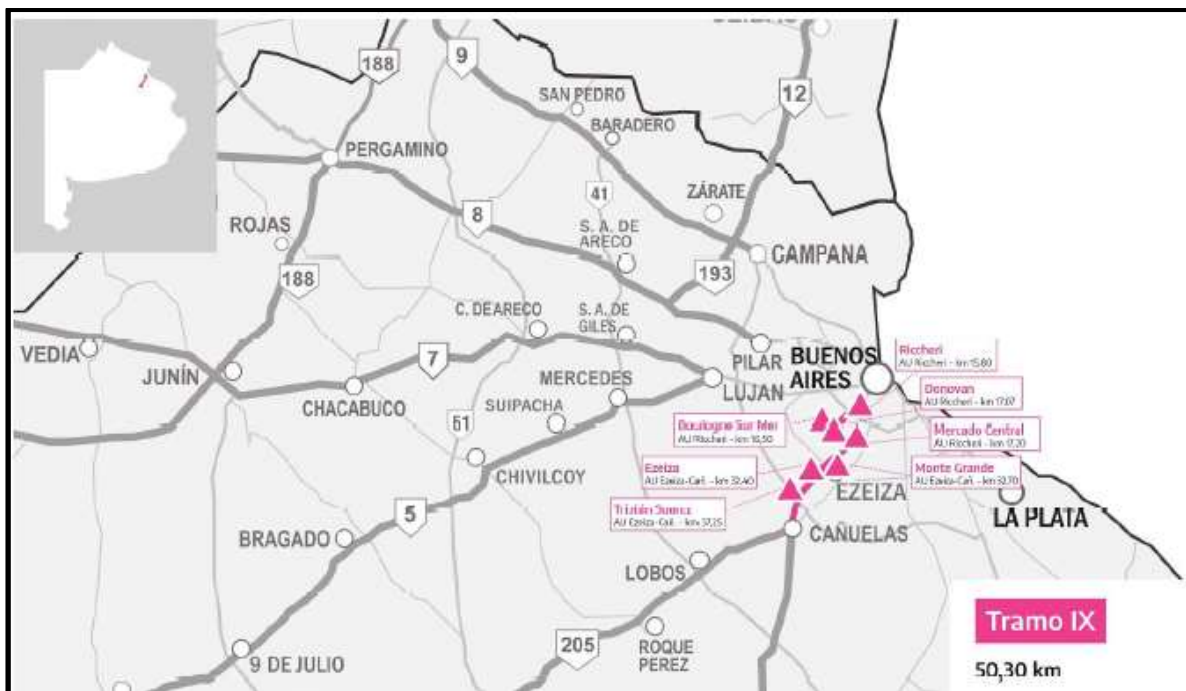 188
9
12
SAN PEDRO
BARADERO
PERGAMINO
41
ZÁRATE
8
S. A. DE
ARECO
ROJAS
CAMPANA
193
188
C. DEARECO
S. A. DE
GILES
VEDIA
7
PILAR
BUENOS
AIRES
Riccheri
AU Riccheri - km 15,80
JUNÍN
MERCEDES
LUJAN
CHACABUCO
Donovan
AU Riccheri - km 17,07
SUIPACHA
51
Boulogne Sur Mer
AU Riccheri - km 16,50
Mercado Central
AU Riccheri - km 17,20
CHIVILCOY
Ezeiza
AU Ezeiza-Cañ. - km 32,40
Monte Grande
AU Ezeiza-Cañ. - km 32,70
EZEIZA
Tristán Suarez
AU Ezeiza-Cañ. - km 37,25
LA PLATA
5
BRAGADO
CAÑUELAS
LOBOS
205
ROQUE
PEREZ
9 DE JULIO
Tramo IX
50,30 km